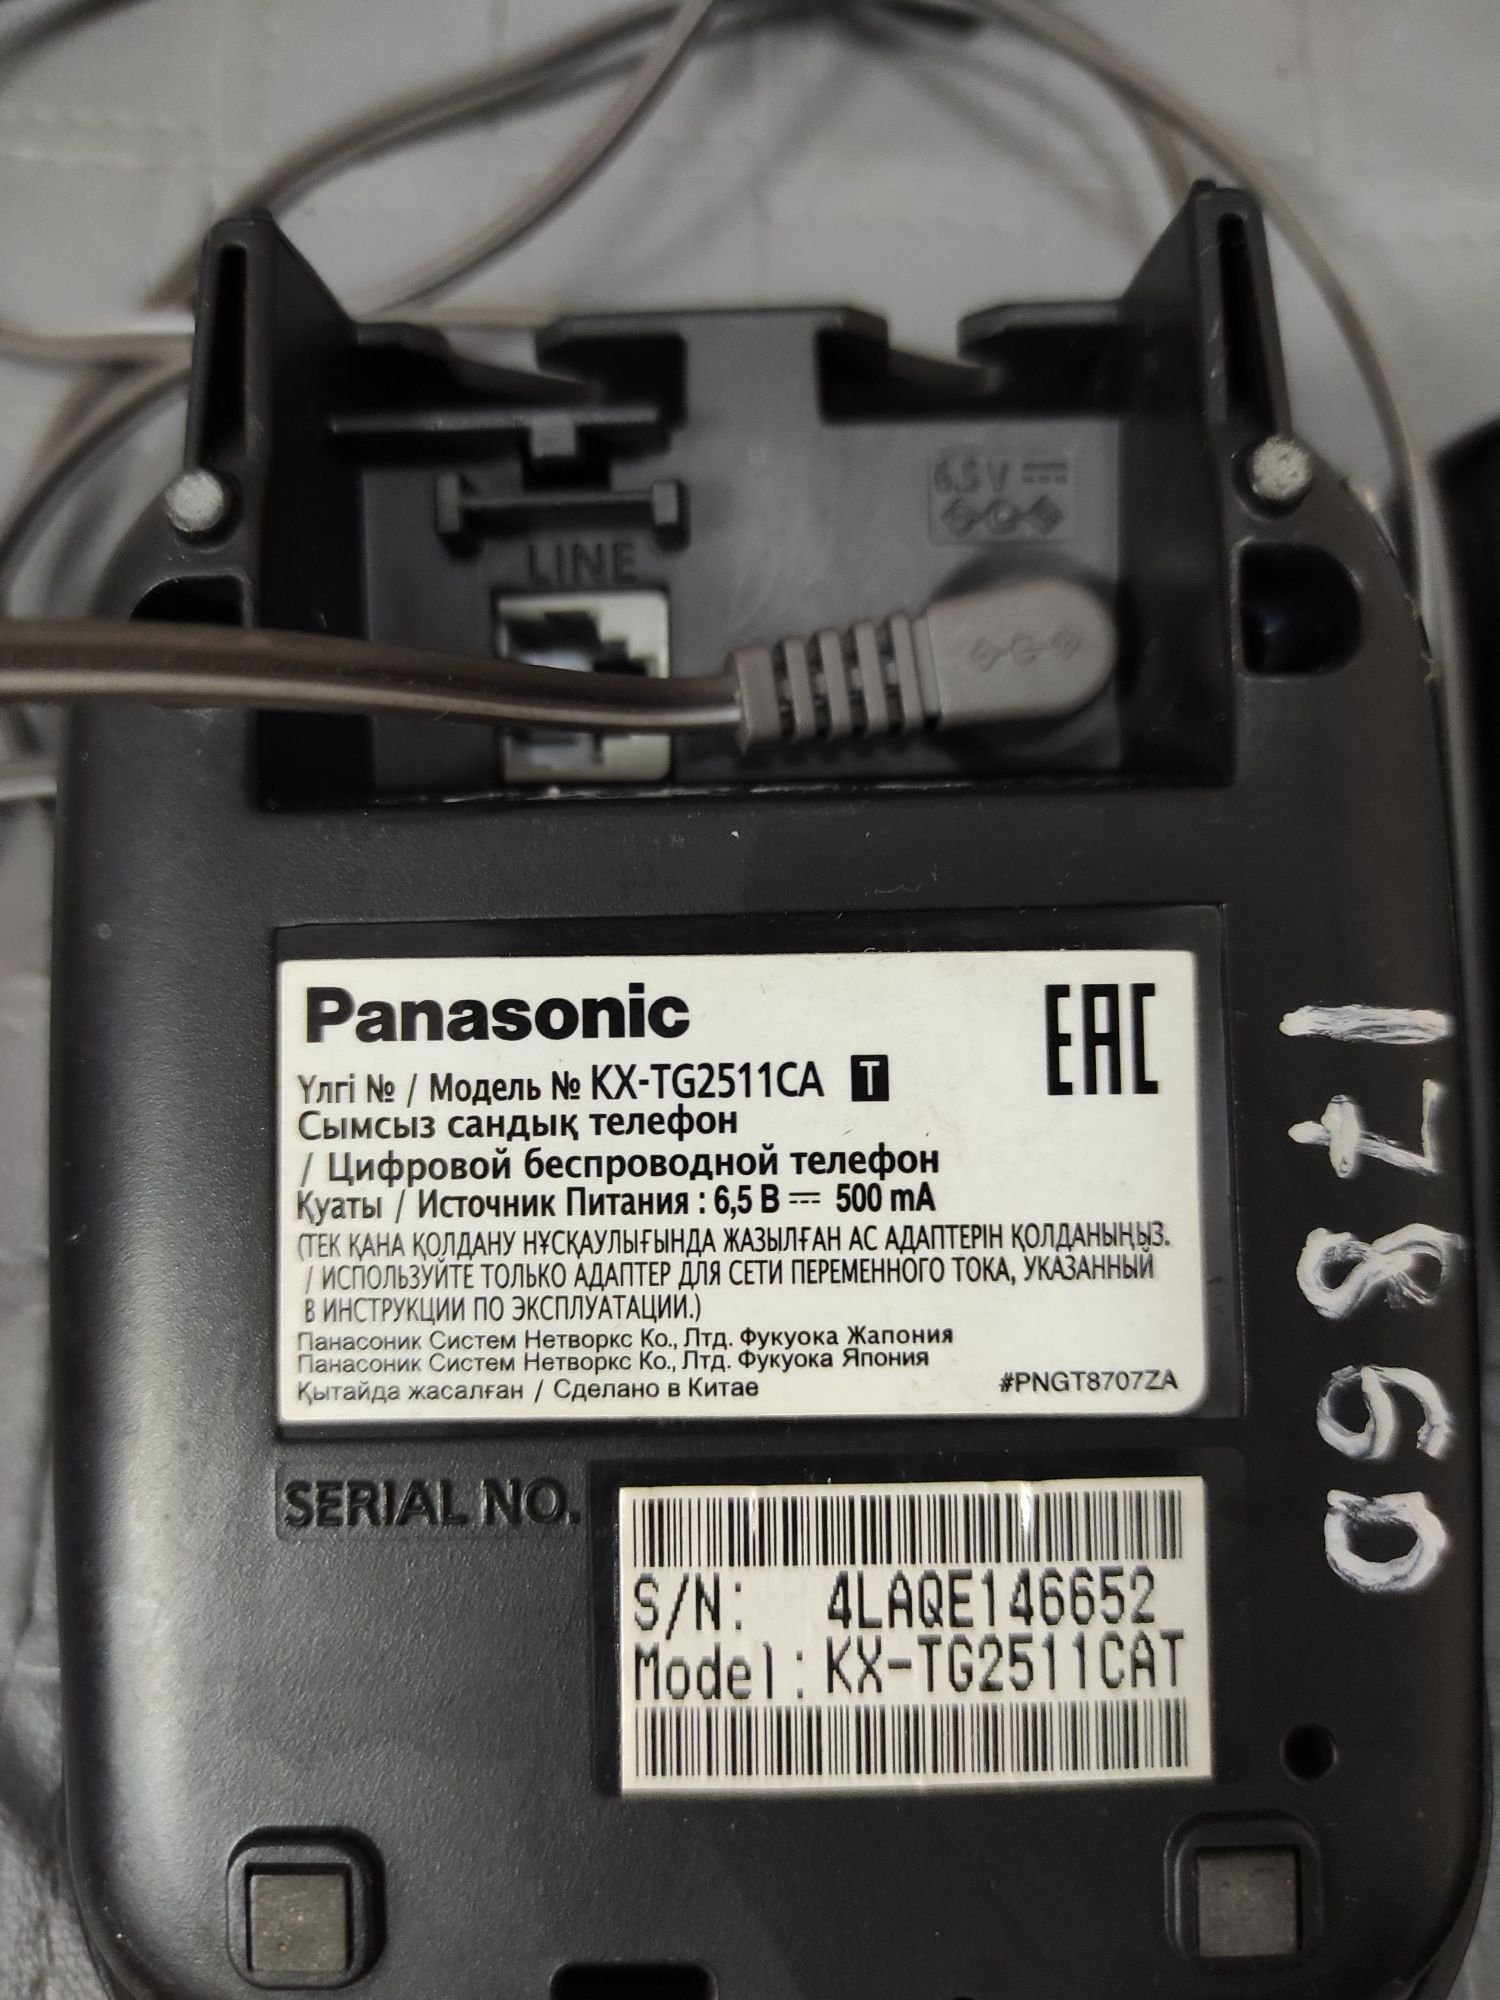 6,5 V
LINE
Panasonic
EAC
Үлгі № / Модель № KX-TG2511CA T
Сымсыз сандық телефон
/ Цифровой беспроводной телефон
Қуаты / Источник Питания : 6,5 В ⎓ 500 mA
(ТЕК ҚАНА ҚОЛДАНУ НҰСҚАУЛЫҒЫНДА ЖАЗЫЛҒАН АС АДАПТЕРІН ҚОЛДАНЫҢЫЗ.
/ ИСПОЛЬЗУЙТЕ ТОЛЬКО АДАПТЕР ДЛЯ СЕТИ ПЕРЕМЕННОГО ТОКА, УКАЗАННЫЙ
В ИНСТРУКЦИИ ПО ЭКСПЛУАТАЦИИ.)
Панасоник Систем Нетворкс Ко., Лтд. Фукуока Жапония
Панасоник Систем Нетворкс Ко., Лтд. Фукуока Япония
Қытайда жасалған / Сделано в Китае #PNGT8707ZA
SERIAL NO.
S/N: 4LAQE146652
Model: KX-TG2511CAT
17860